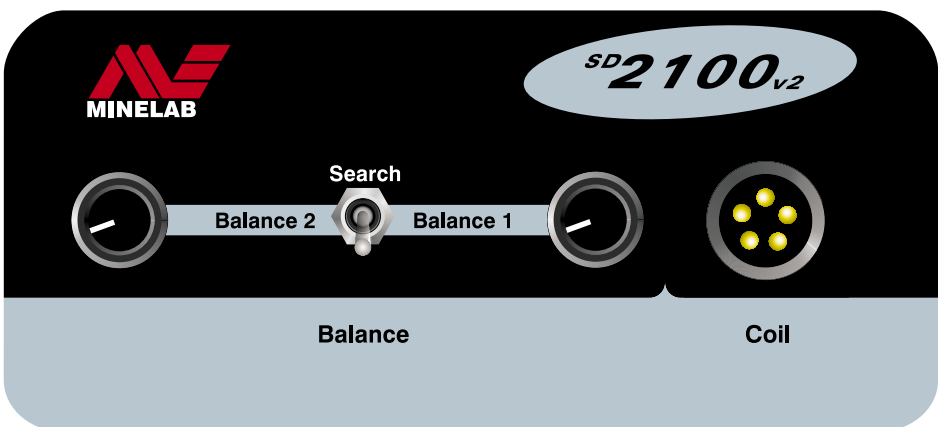 MINELAB
SD2100v2
Search
Balance 2
Balance 1
Balance
Coil